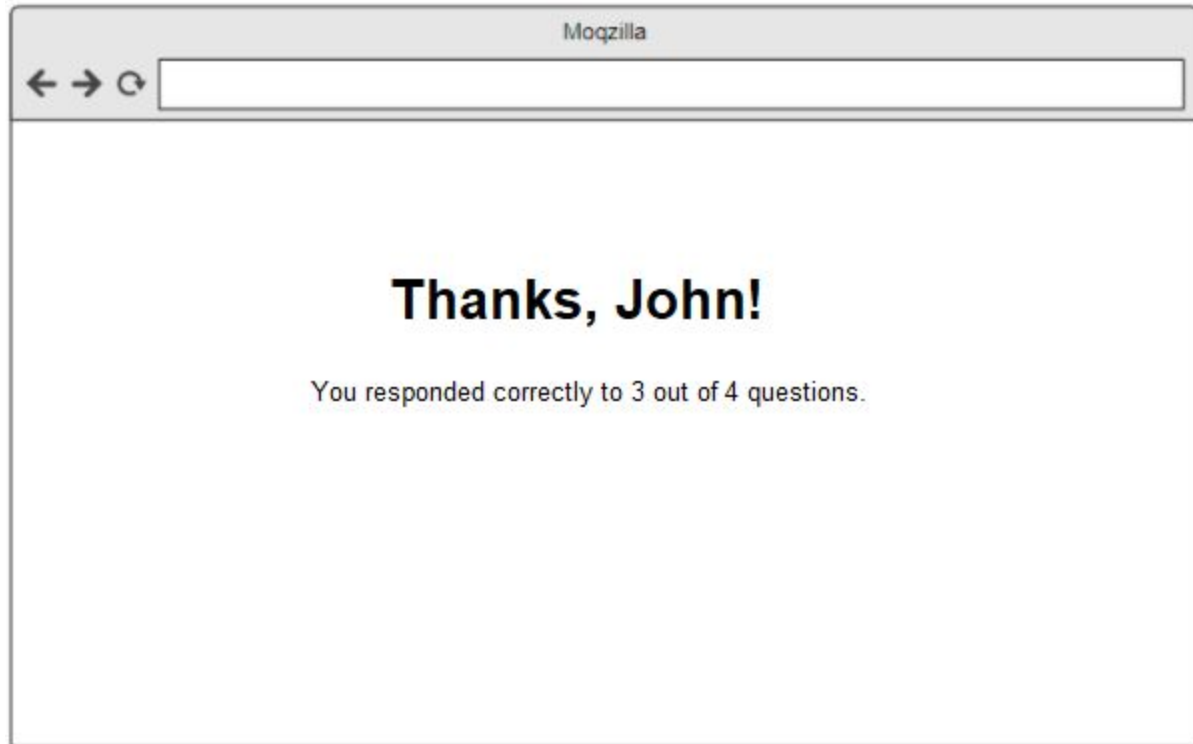 Moqzilla
Thanks, John!
You responded correctly to 3 out of 4 questions.